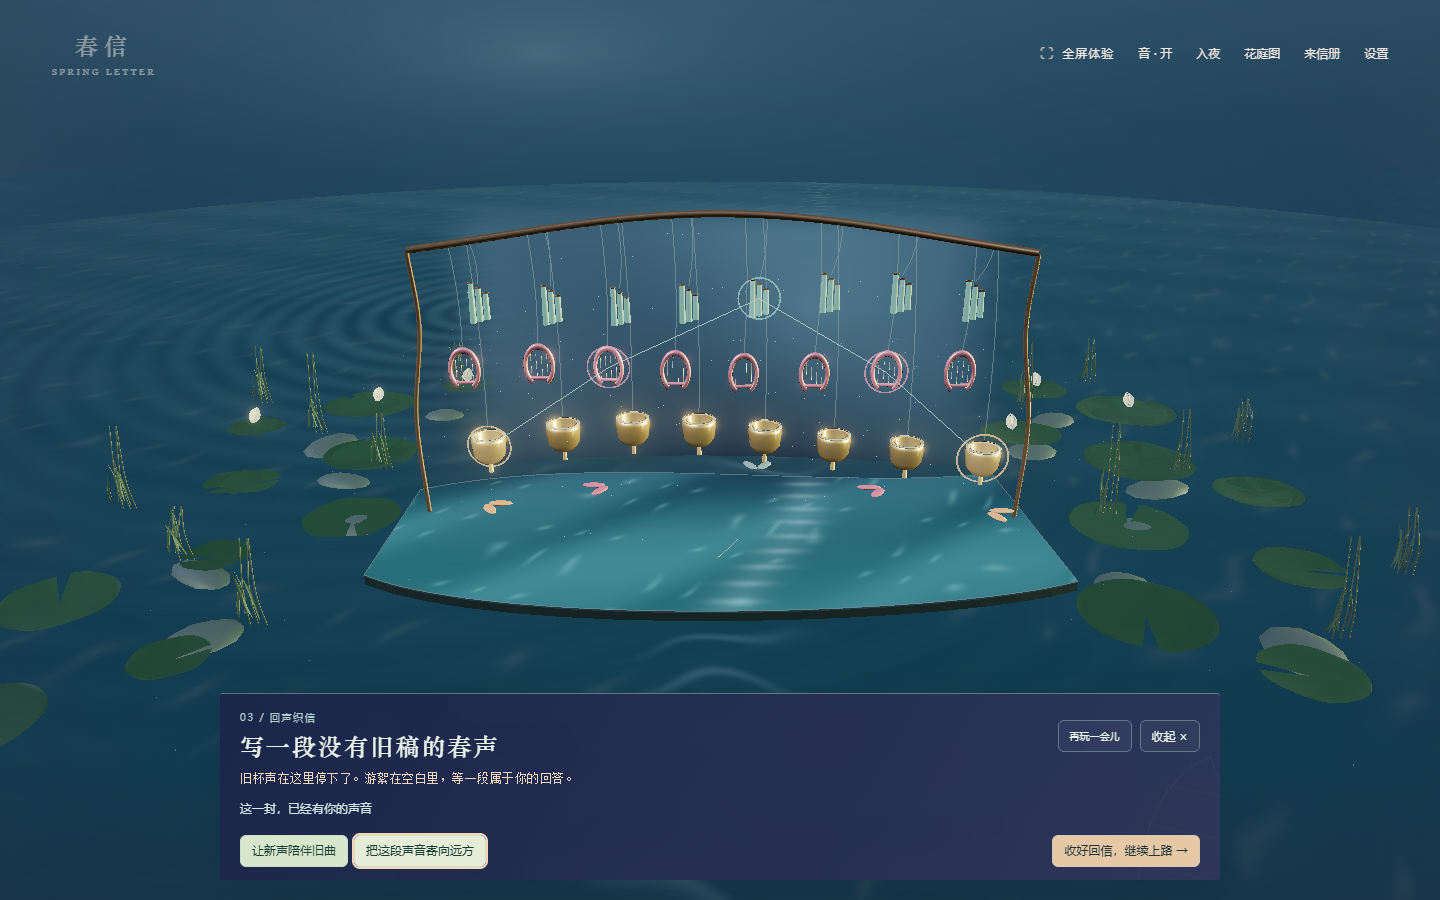 春信
SPRING LETTER
全屏体验 音·开 入夜 花庭图 来信册 设置
03 / 回声织信
写一段没有旧稿的春声
旧杯声在这里停下了。游絮在空白里，等一段属于你的回答。
这一封，已经有你的声音
再玩一会儿 收起 ×
让新声陪伴旧曲 把这段声音寄向远方 收好回信，继续上路 →